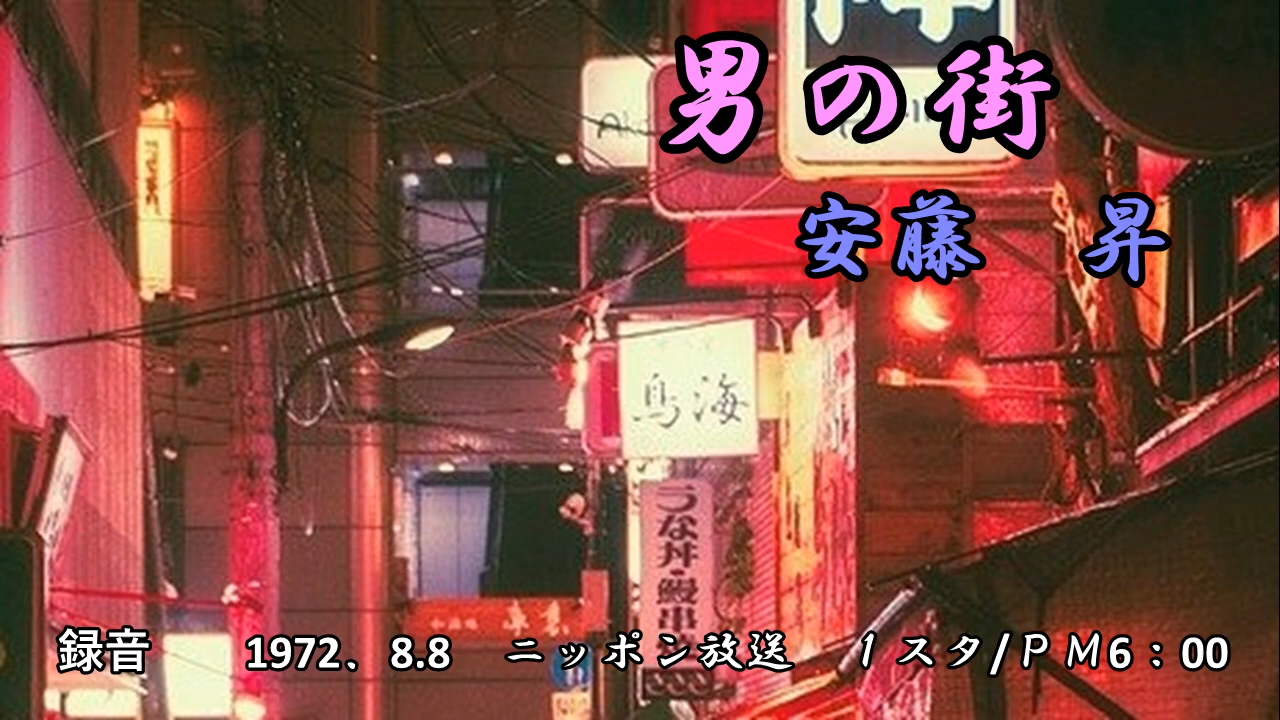 男の街
安藤 昇
鳥海
うな丼・鰻串
録音 1972. 8.8 ニッポン放送 1スタ/PM6:00